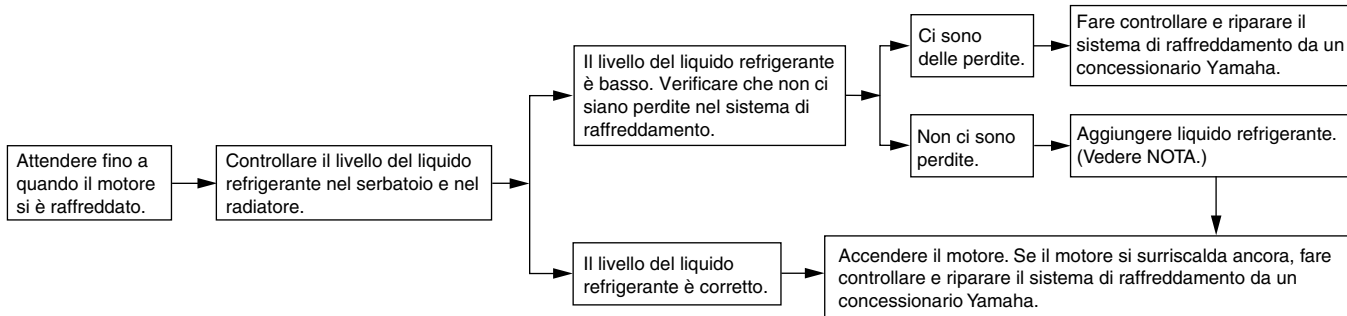 Attendere fino a
quando il motore
si è raffreddato.
Controllare il livello del liquido
refrigerante nel serbatoio e nel
radiatore.
Il livello del liquido refrigerante
è basso. Verificare che non ci
siano perdite nel sistema di
raffreddamento.
Ci sono
delle perdite.
Fare controllare e riparare il
sistema di raffreddamento da un
concessionario Yamaha.
Non ci sono
perdite.
Aggiungere liquido refrigerante.
(Vedere NOTA.)
Il livello del liquido
refrigerante è corretto.
Accendere il motore. Se il motore si surriscalda ancora, fare
controllare e riparare il sistema di raffreddamento da un
concessionario Yamaha.